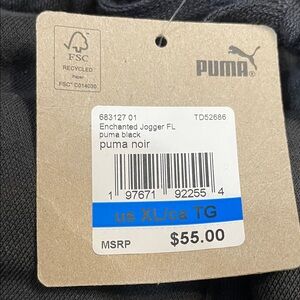 FSC
RECYCLED
Paper
FSC® C014030
PUMA
683127 01
TD52686
Enchanted Jogger FL
puma black
puma noir
1 97671 92255 4
us XL/ca TG
MSRP
$55.00